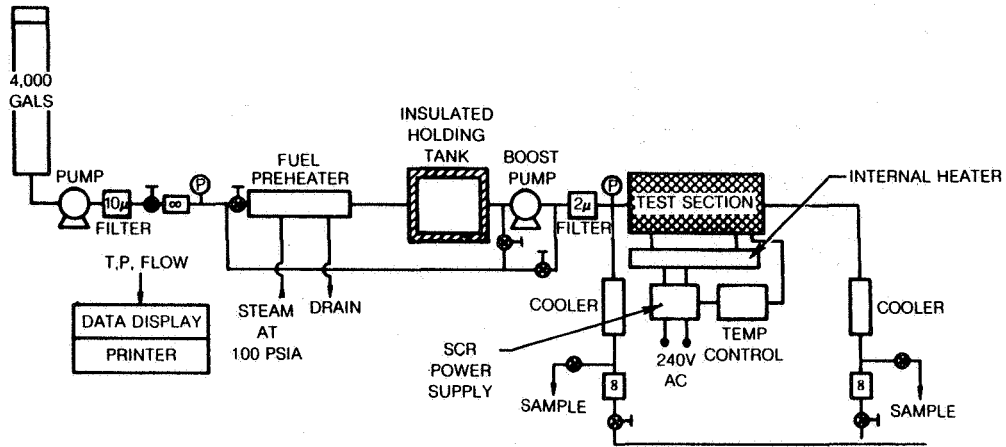 4,000
GALS
PUMP
10μ
FILTER
∞
P
FUEL
PREHEATER
STEAM
AT
100 PSIA
DRAIN
INSULATED
HOLDING
TANK
BOOST
PUMP
2μ
FILTER
P
TEST SECTION
INTERNAL HEATER
T,P, FLOW
DATA DISPLAY
PRINTER
COOLER
SCR
POWER
SUPPLY
240V
AC
TEMP
CONTROL
COOLER
SAMPLE
8
8
SAMPLE